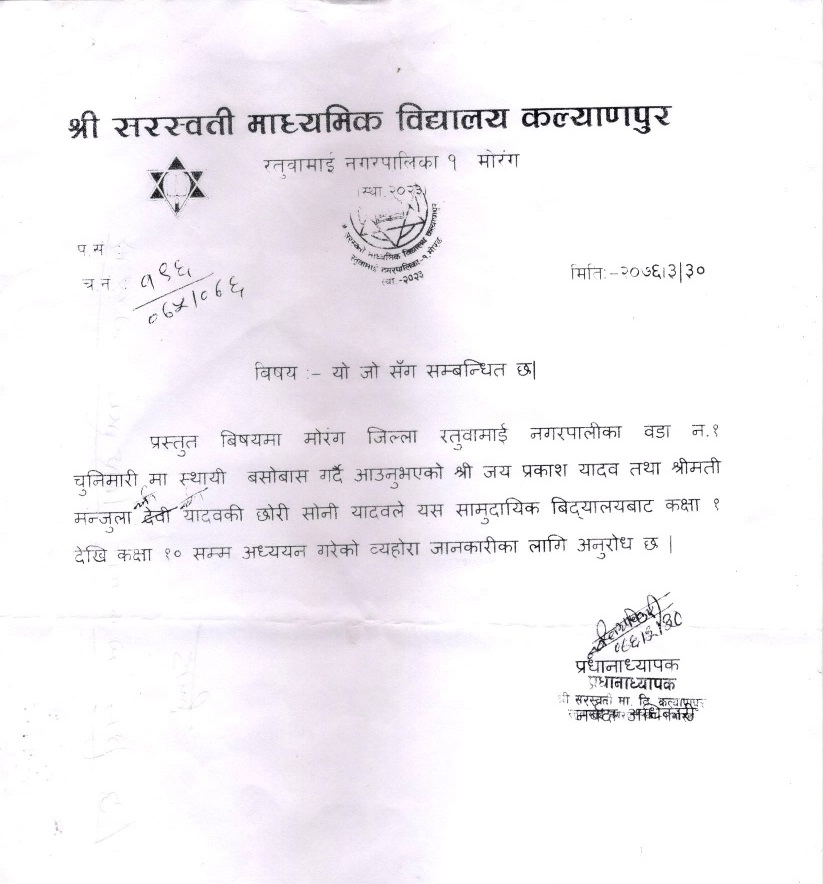 श्री सरस्वती माध्यमिक विद्यालय कल्याणपुर
रतुवामाई नगरपालिका १ मोरंग
स्था. २०२३
सरस्वती माध्यमिक विद्यालय कल्याणपुर
रतुवामाई नगरपालिका-१, मोरङ
स्था.-२०२३
प.सं :
च.न : १९६
०७५/०७६
मिति:-२०७६।३।३०
बिषय :- यो जो सँग सम्बन्धित छ|
प्रस्तुत बिषयमा मोरंग जिल्ला रतुवामाई नगरपालीका वडा न.१
चुनिमारी मा स्थायी बसोबास गर्दै आउनुभएको श्री जय प्रकाश यादव तथा श्रीमती
मन्जुला देवी यादवकी छोरी सोनी यादवले यस सामुदायिक बिद्यालयबाट कक्षा १
देखि कक्षा १० सम्म अध्ययन गरेको व्यहोरा जानकारीका लागि अनुरोध छ |
०७६।३।३०
प्रधानाध्यापक
प्रधानाध्यापक
श्री सरस्वती मा. वि. कल्याणपुर
अधिकारी